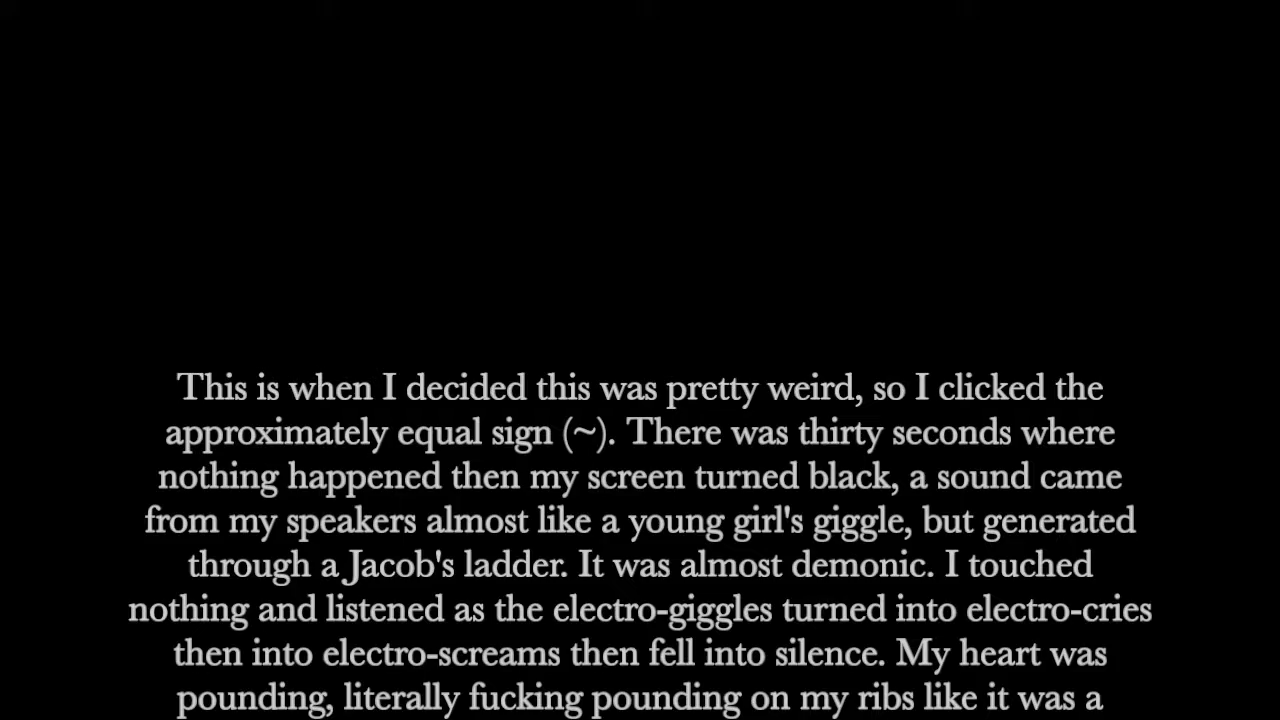 This is when I decided this was pretty weird, so I clicked the
approximately equal sign (~). There was thirty seconds where
nothing happened then my screen turned black, a sound came
from my speakers almost like a young girl's giggle, but generated
through a Jacob's ladder. It was almost demonic. I touched
nothing and listened as the electro-giggles turned into electro-cries
then into electro-screams then fell into silence. My heart was
pounding, literally fucking pounding on my ribs like it was a